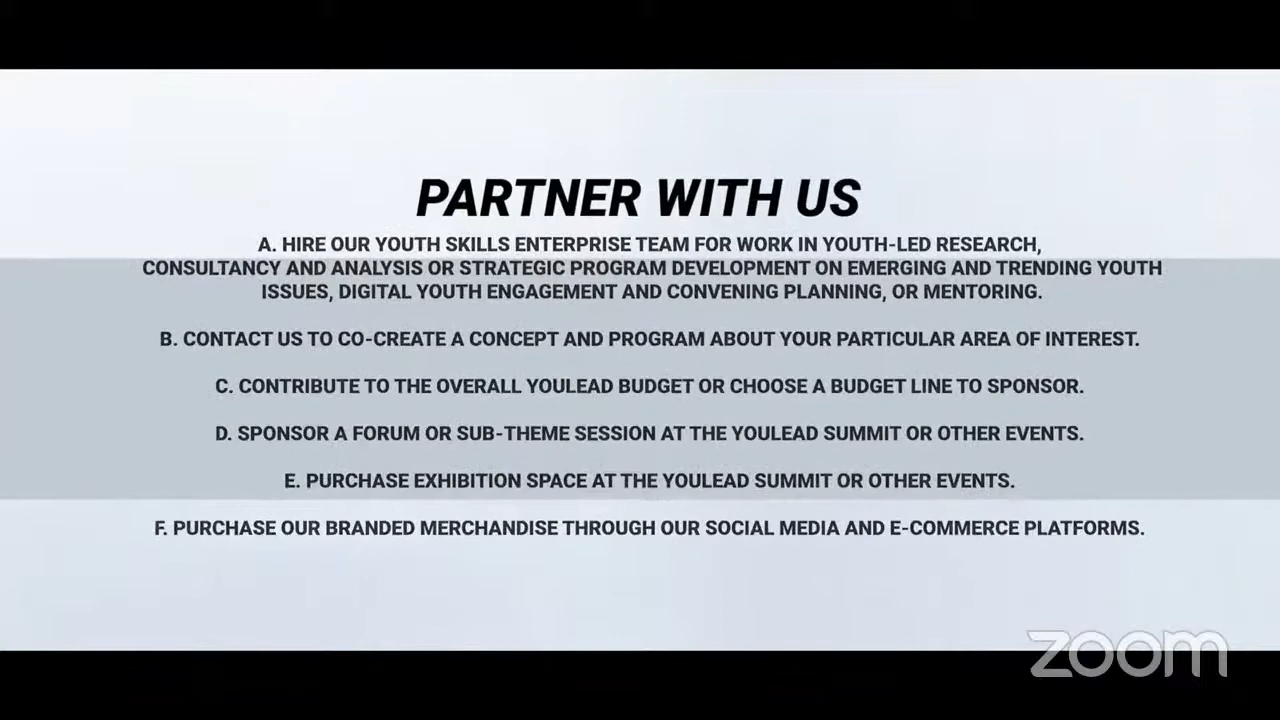 PARTNER WITH US
A. HIRE OUR YOUTH SKILLS ENTERPRISE TEAM FOR WORK IN YOUTH-LED RESEARCH,
CONSULTANCY AND ANALYSIS OR STRATEGIC PROGRAM DEVELOPMENT ON EMERGING AND TRENDING YOUTH
ISSUES, DIGITAL YOUTH ENGAGEMENT AND CONVENING PLANNING, OR MENTORING.
B. CONTACT US TO CO-CREATE A CONCEPT AND PROGRAM ABOUT YOUR PARTICULAR AREA OF INTEREST.
C. CONTRIBUTE TO THE OVERALL YOULEAD BUDGET OR CHOOSE A BUDGET LINE TO SPONSOR.
D. SPONSOR A FORUM OR SUB-THEME SESSION AT THE YOULEAD SUMMIT OR OTHER EVENTS.
E. PURCHASE EXHIBITION SPACE AT THE YOULEAD SUMMIT OR OTHER EVENTS.
F. PURCHASE OUR BRANDED MERCHANDISE THROUGH OUR SOCIAL MEDIA AND E-COMMERCE PLATFORMS.
zoom